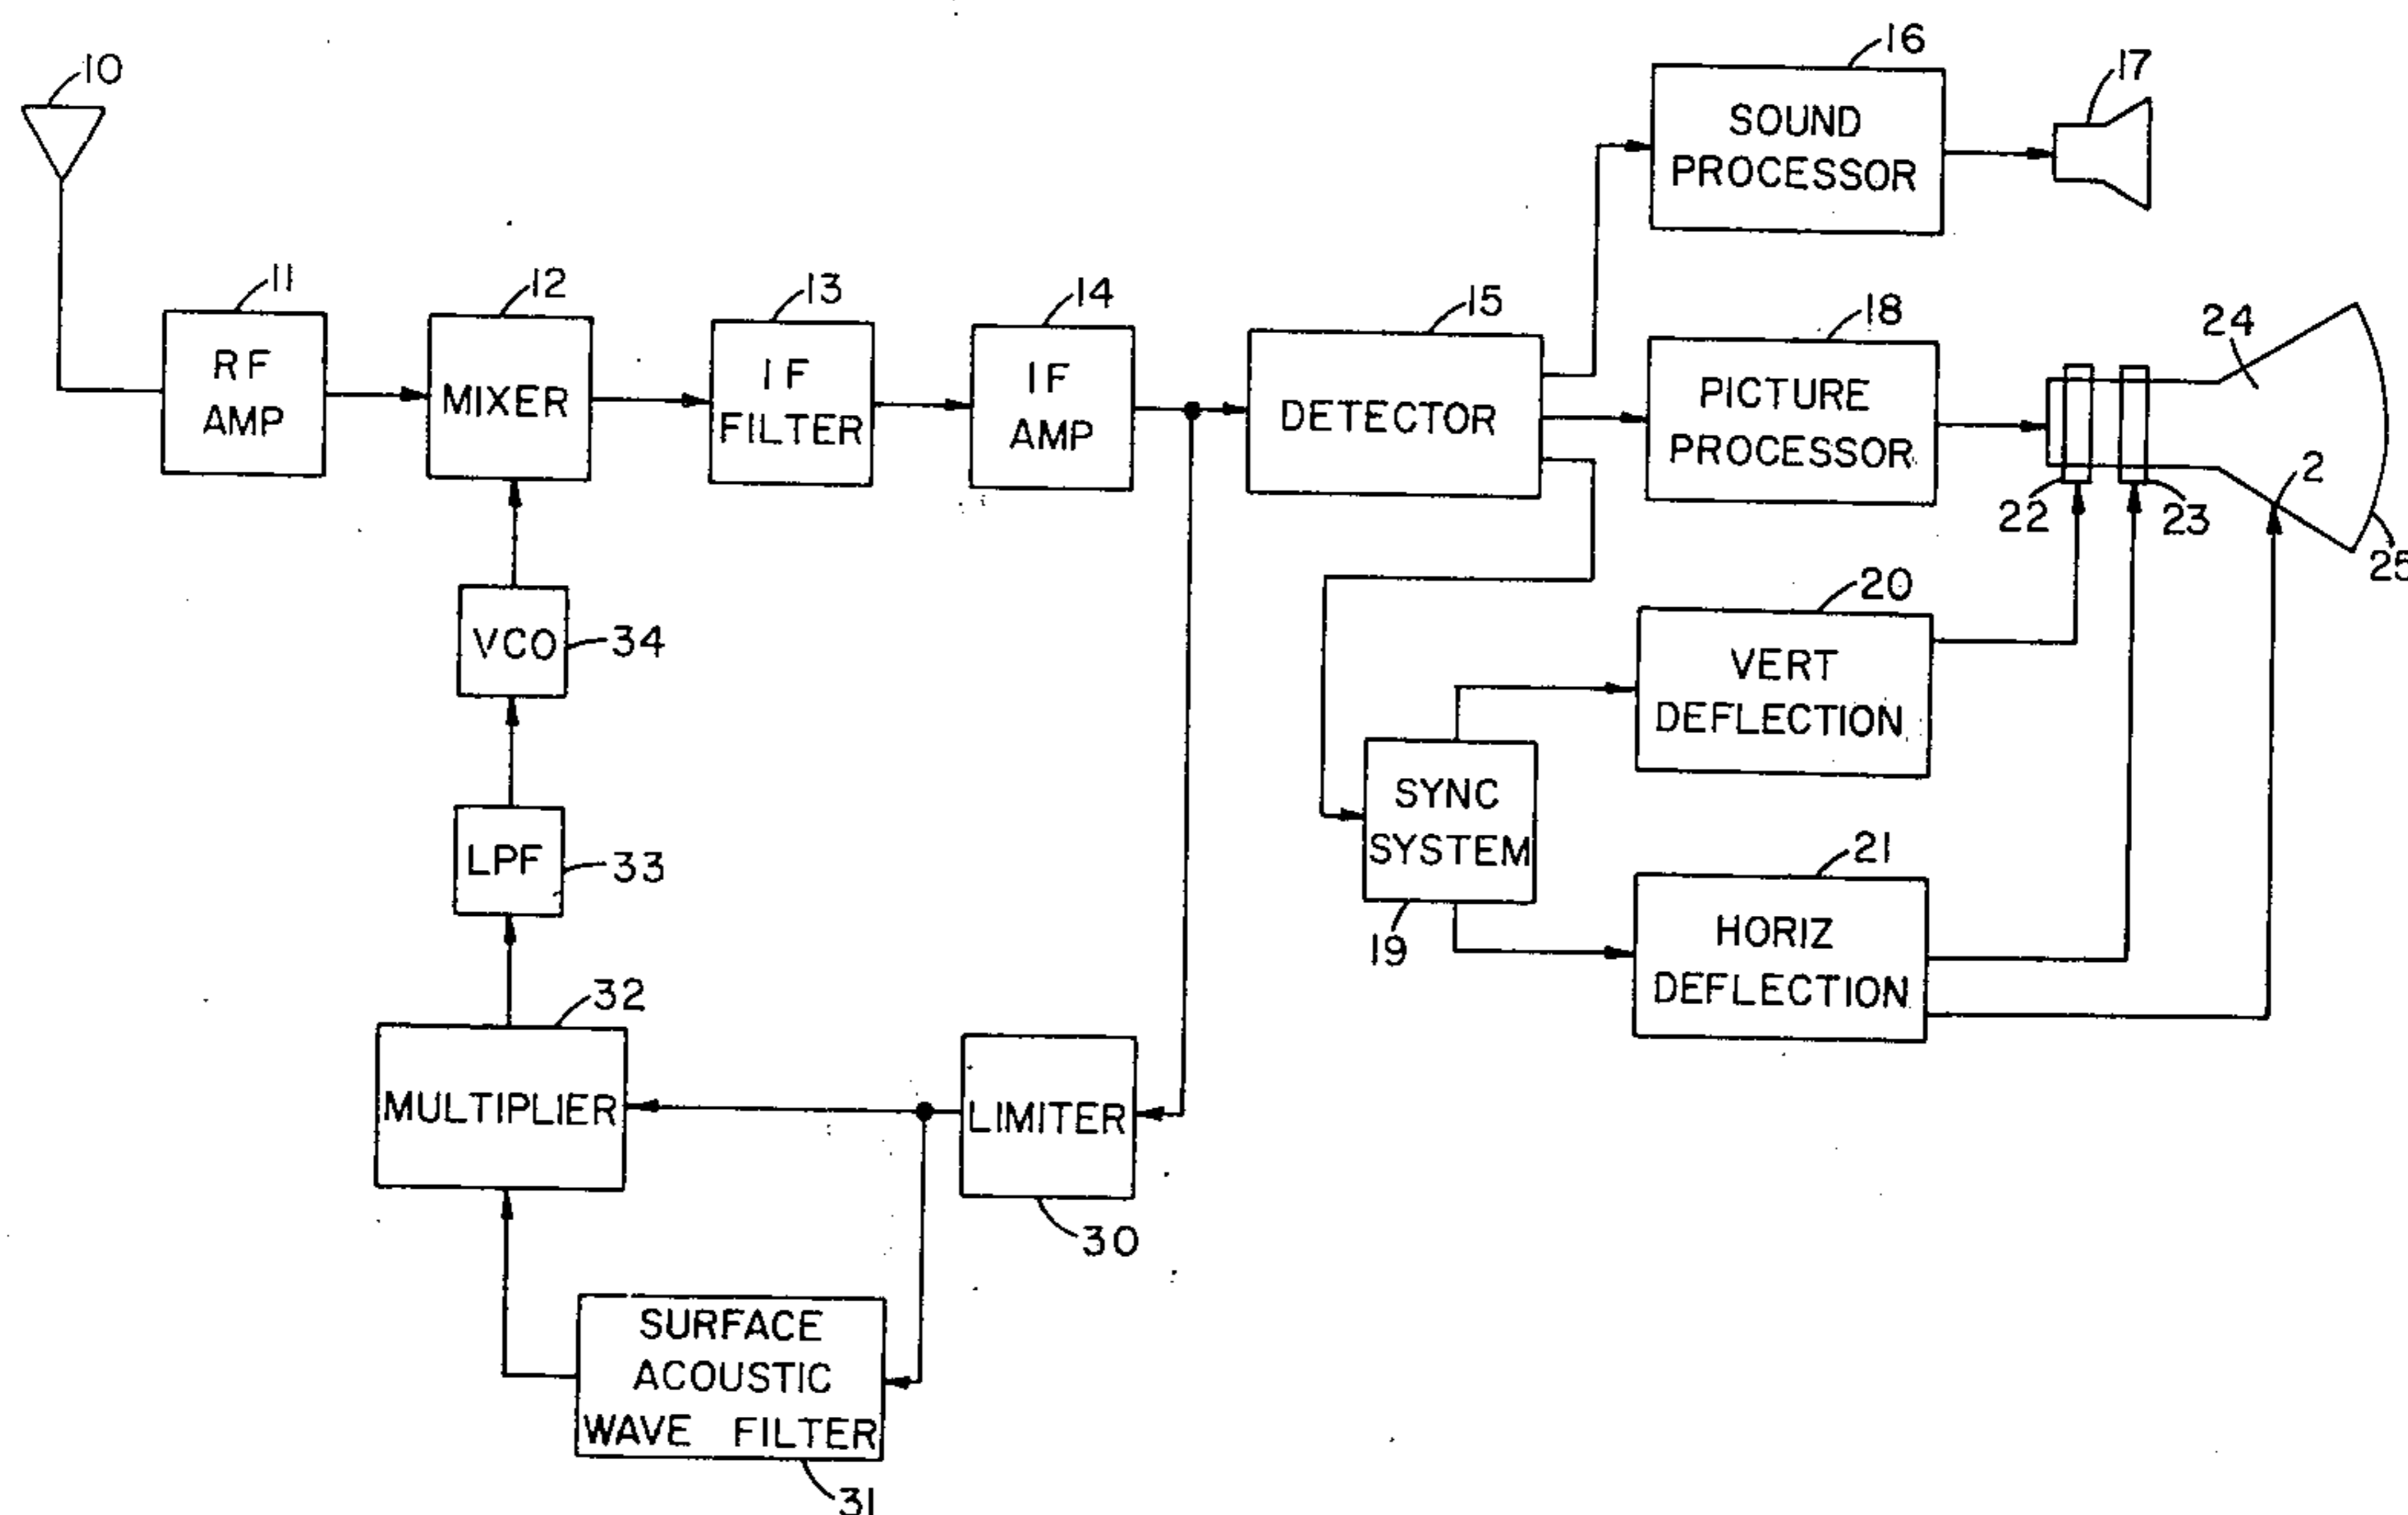 10
11
RF
AMP
12
MIXER
13
IF
FILTER
14
IF
AMP
15
DETECTOR
16
SOUND
PROCESSOR
17
18
PICTURE
PROCESSOR
24
2
22
23
25
20
VERT
DEFLECTION
SYNC
SYSTEM
19
21
HORIZ
DEFLECTION
VCO
34
LPF
33
32
MULTIPLIER
LIMITER
30
SURFACE
ACOUSTIC
WAVE FILTER
31